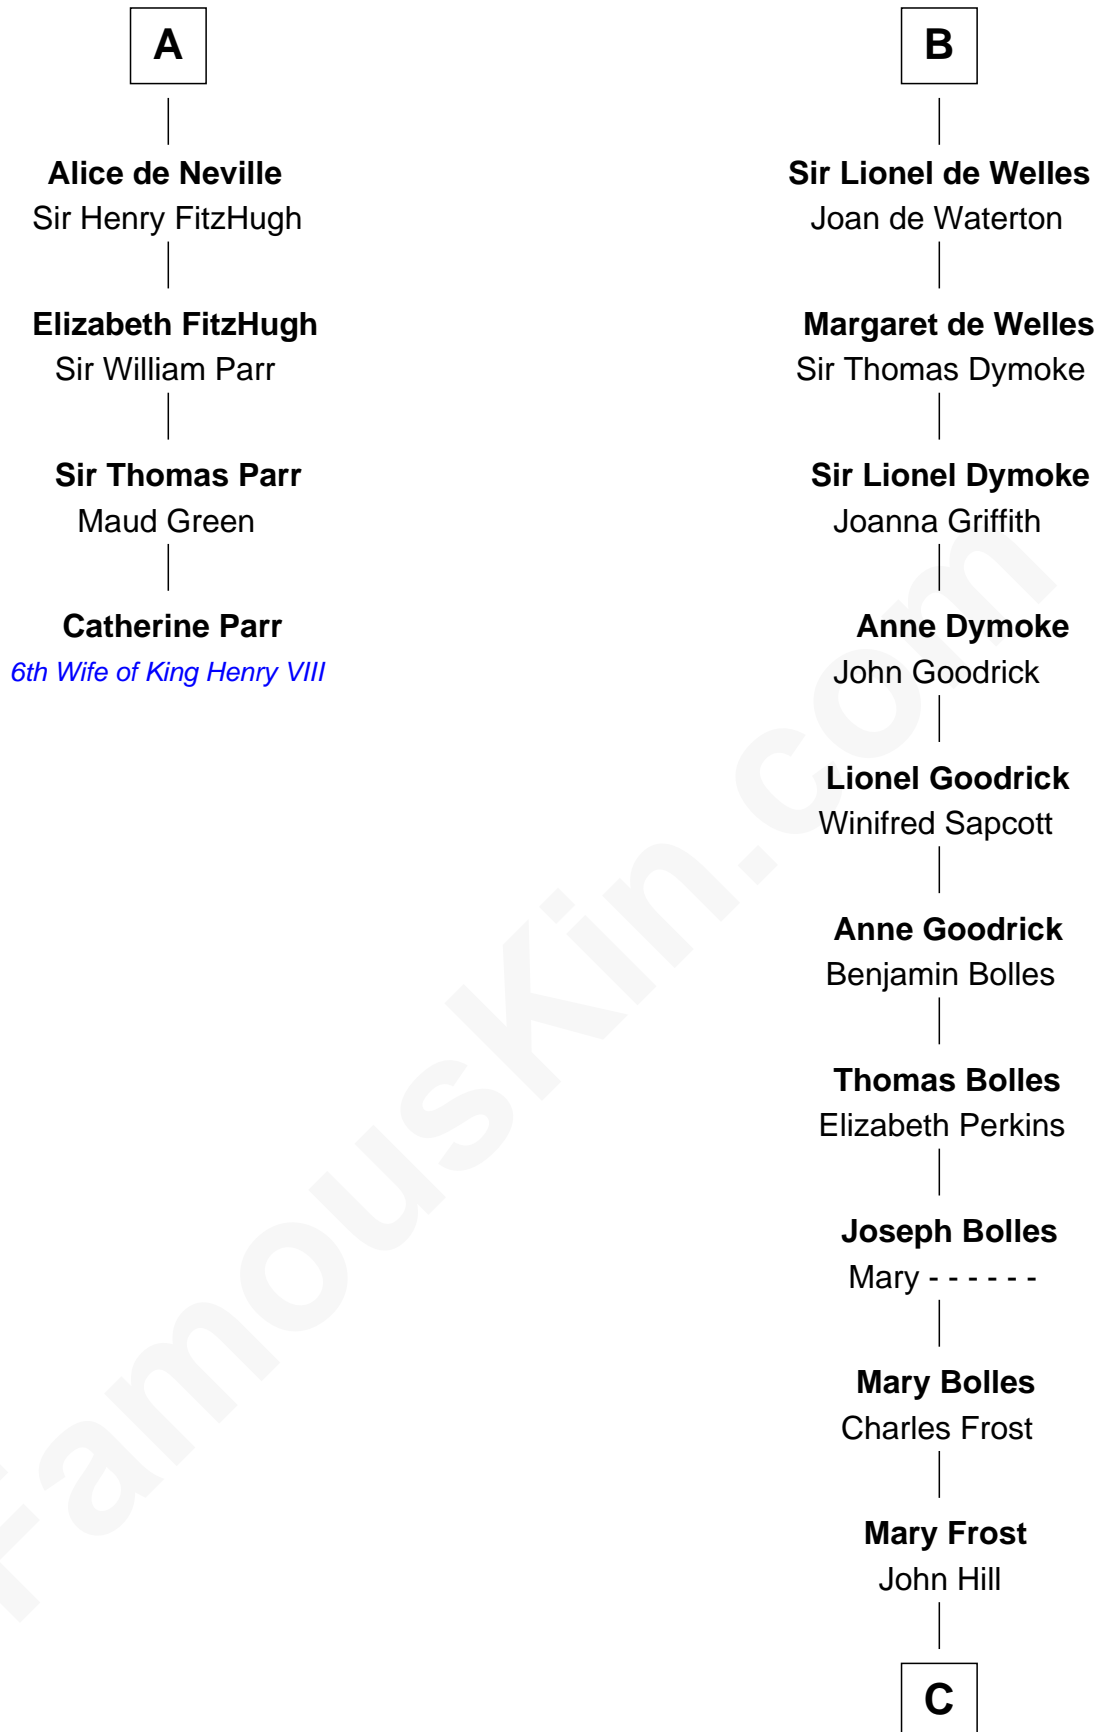 A
Alice de Neville
Sir Henry FitzHugh
Elizabeth FitzHugh
Sir William Parr
Sir Thomas Parr
Maud Green
Catherine Parr
6th Wife of King Henry VIII
B
Sir Lionel de Welles
Joan de Waterton
Margaret de Welles
Sir Thomas Dymoke
Sir Lionel Dymoke
Joanna Griffith
Anne Dymoke
John Goodrick
Lionel Goodrick
Winifred Sapcott
Anne Goodrick
Benjamin Bolles
Thomas Bolles
Elizabeth Perkins
Joseph Bolles
Mary - - - - - -
Mary Bolles
Charles Frost
Mary Frost
John Hill
C
FamousKin.com